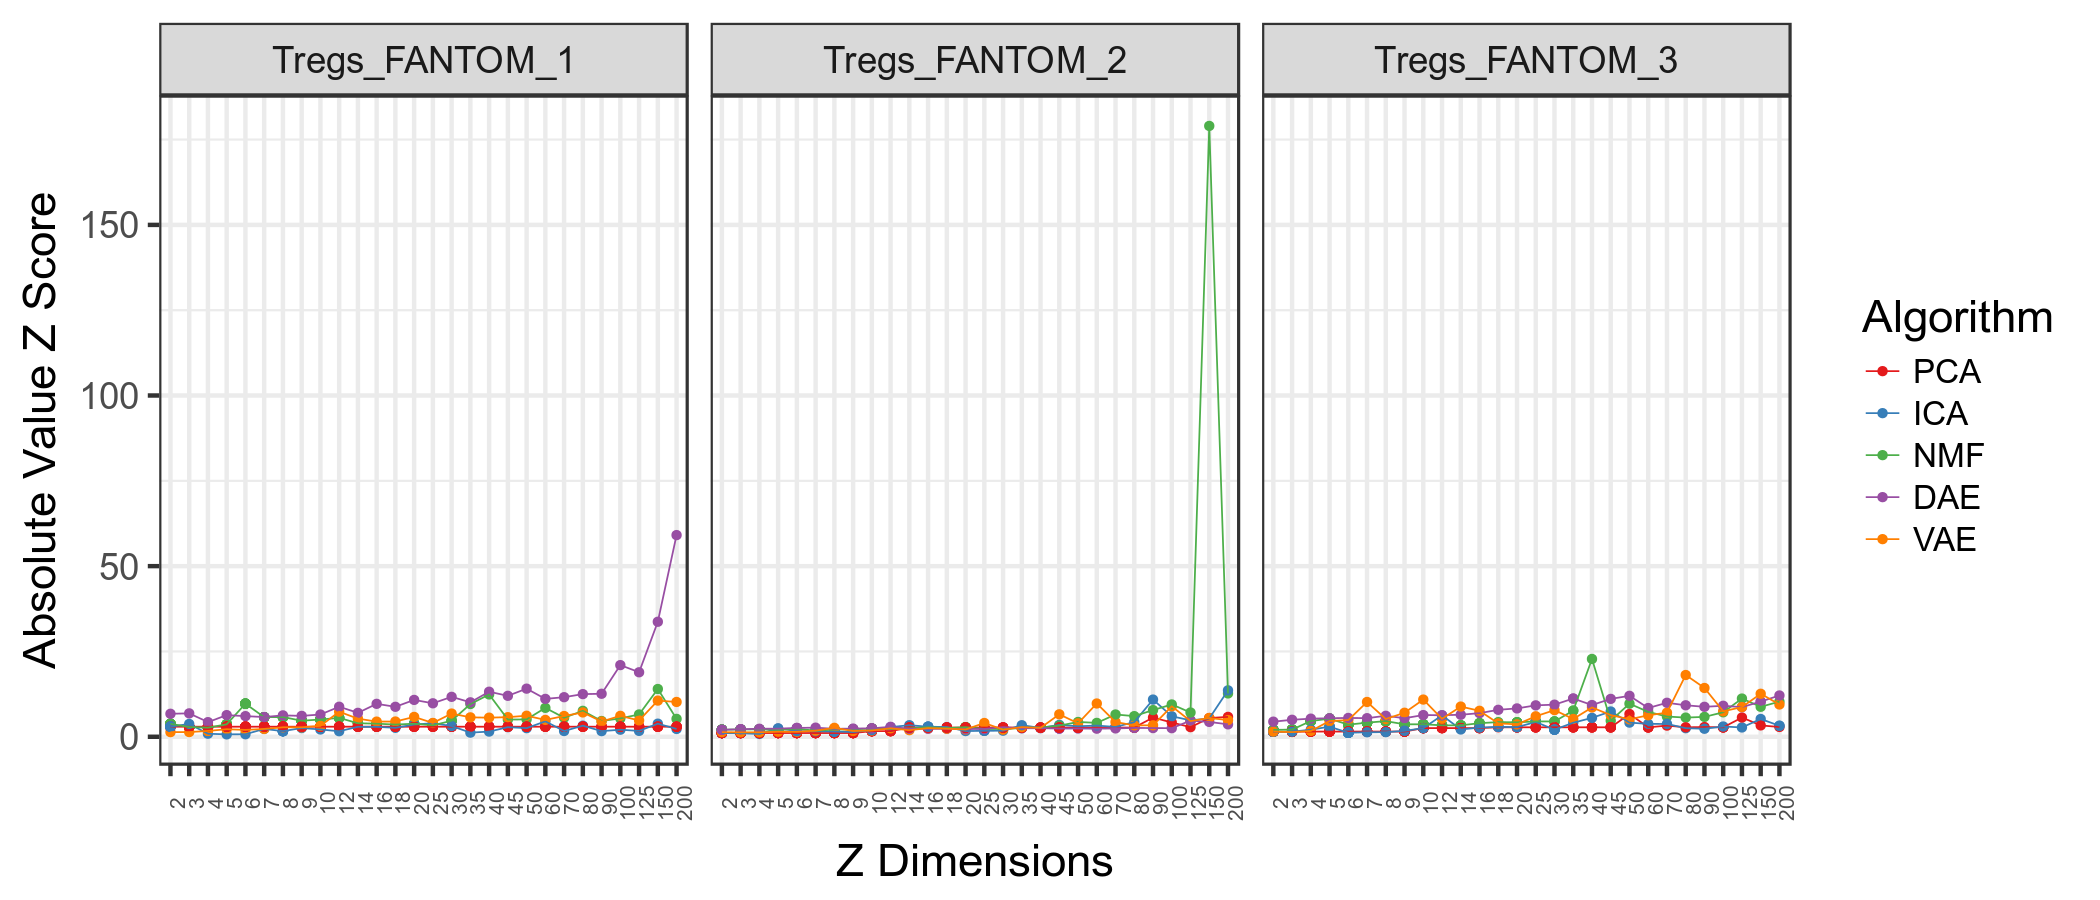 Tregs_FANTOM_1 Tregs_FANTOM_2 Tregs_FANTOM_3
Absolute Value Z Score
150
100
50
0
2 3 4 5 6 7 8 9 10 12 14 16 18 20 25 30 35 40 45 50 60 70 80 90 100 125 150 200
2 3 4 5 6 7 8 9 10 12 14 16 18 20 25 30 35 40 45 50 60 70 80 90 100 125 150 200
2 3 4 5 6 7 8 9 10 12 14 16 18 20 25 30 35 40 45 50 60 70 80 90 100 125 150 200
Z Dimensions
Algorithm
PCA
ICA
NMF
DAE
VAE